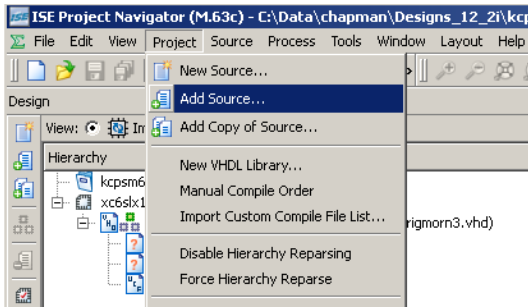 ISE Project Navigator (M.63c) - C:\Data\chapman\Designs_12_2i\kcp
File Edit View Project Source Process Tools Window Layout Help
New Source...
Design
Add Source...
View:
Add Copy of Source...
Hierarchy
New VHDL Library...
kcpsm6
Manual Compile Order
xc6slx1
Import Custom Compile File List...
rigmorn3.vhd)
Disable Hierarchy Reparsing
Force Hierarchy Reparse